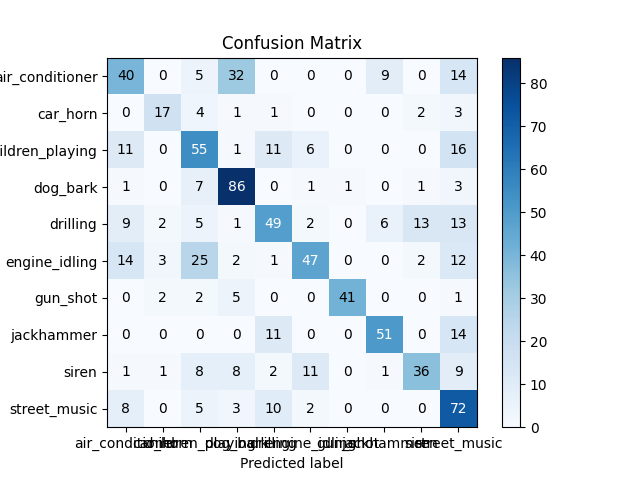 Confusion Matrix
air_conditioner 40 0 5 32 0 0 0 9 0 14
car_horn 0 17 4 1 1 0 0 0 2 3
ildren_playing 11 0 55 1 11 6 0 0 0 16
dog_bark 1 0 7 86 0 1 1 0 1 3
drilling 9 2 5 1 49 2 0 6 13 13
engine_idling 14 3 25 2 1 47 0 0 2 12
gun_shot 0 2 2 5 0 0 41 0 0 1
jackhammer 0 0 0 0 11 0 0 51 0 14
siren 1 1 8 8 2 11 0 1 36 9
street_music 8 0 5 3 10 2 0 0 0 72
street_music
Predicted label
80
70
60
50
40
30
20
10
0